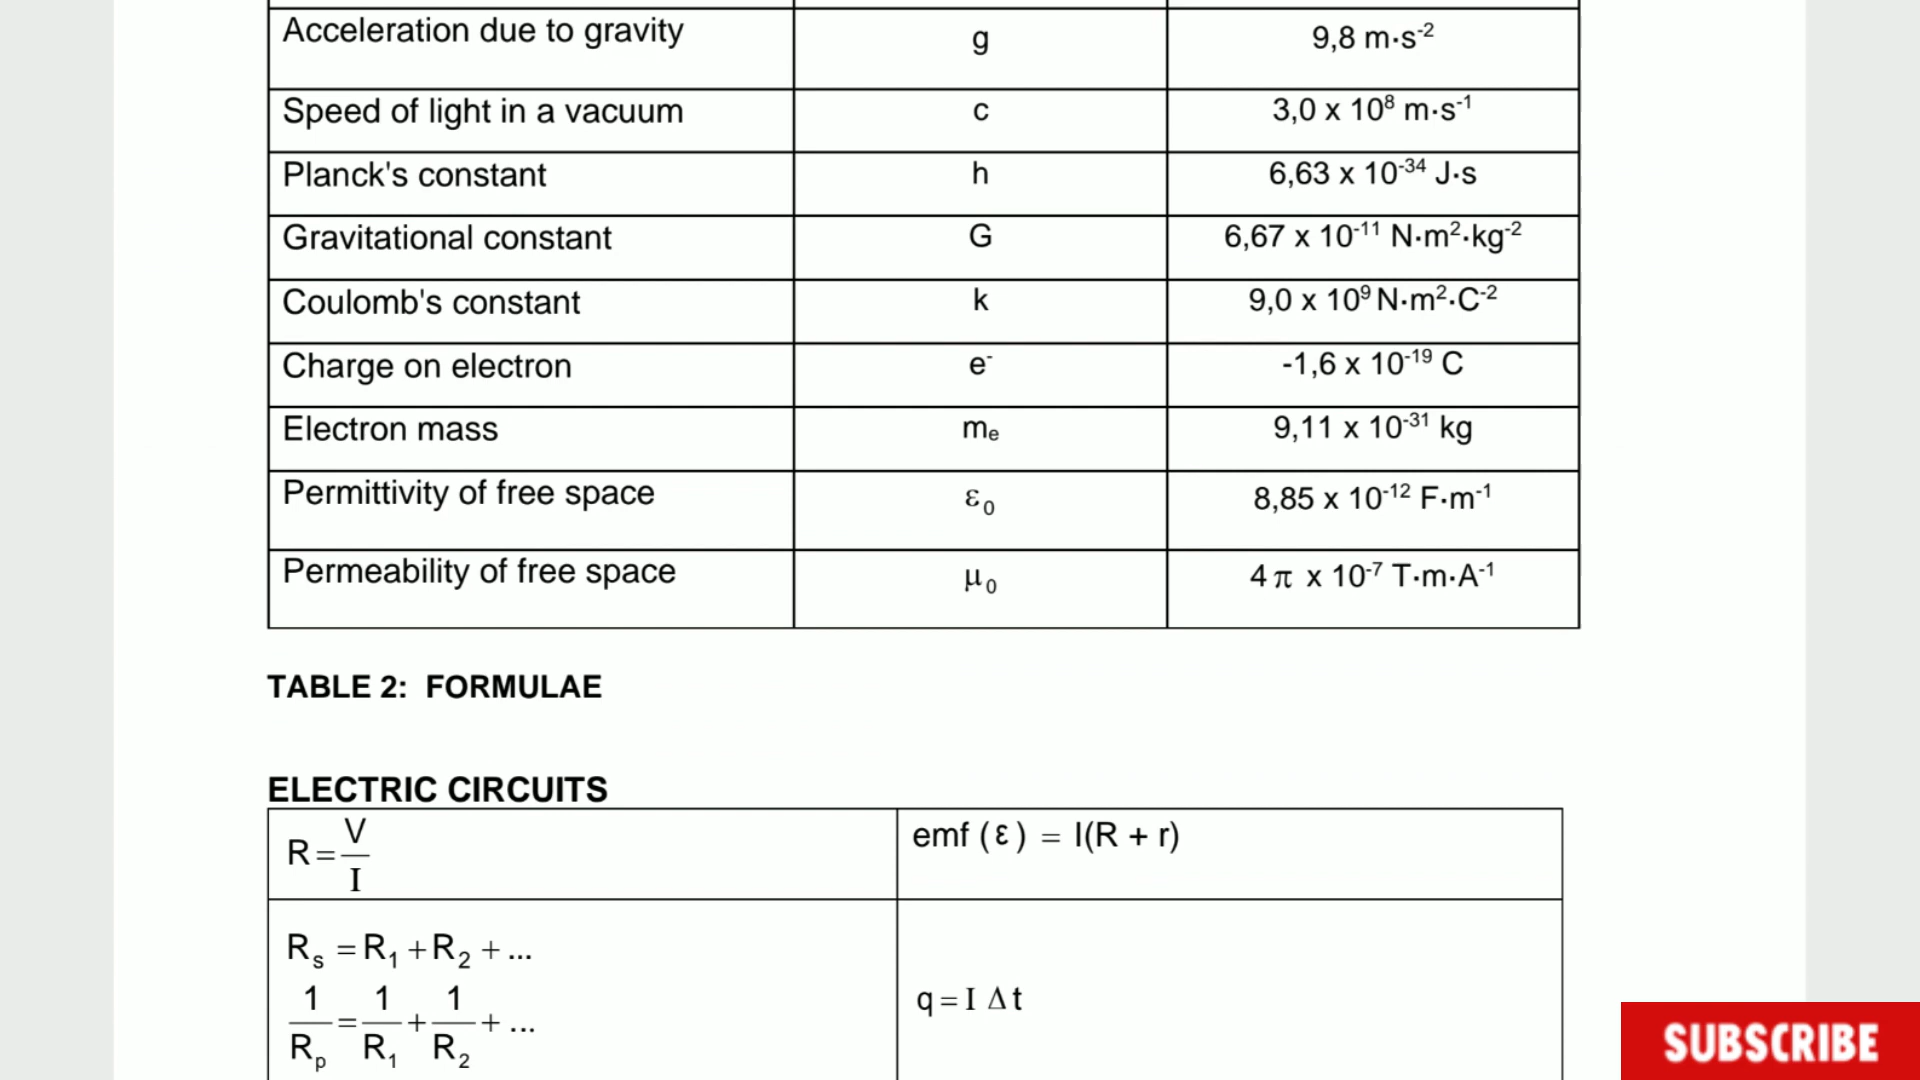 Acceleration due to gravity g 9,8 m·s⁻²
Speed of light in a vacuum c 3,0 x 10⁸ m·s⁻¹
Planck's constant h 6,63 x 10⁻³⁴ J·s
Gravitational constant G 6,67 x 10⁻¹¹ N·m²·kg⁻²
Coulomb's constant k 9,0 x 10⁹ N·m²·C⁻²
Charge on electron e⁻ -1,6 x 10⁻¹⁹ C
Electron mass mₑ 9,11 x 10⁻³¹ kg
Permittivity of free space ε₀ 8,85 x 10⁻¹² F·m⁻¹
Permeability of free space μ₀ 4π x 10⁻⁷ T·m·A⁻¹
TABLE 2: FORMULAE
ELECTRIC CIRCUITS
R = V/I emf (ε) = I(R + r)
Rₛ = R₁ + R₂ + ...
1/Rₚ = 1/R₁ + 1/R₂ + ... q = I Δt
SUBSCRIBE